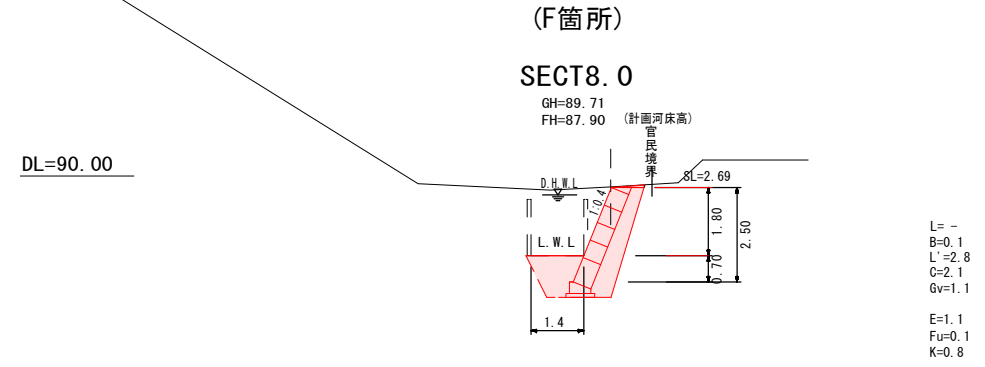 (F箇所)
SECT8.0
GH=89.71
FH=87.90 (計画河床高)
官民境界
DL=90.00
D.H.W.L
SL=2.69
1:0.4
1.80
2.50
L.W.L
0.70
1.4
L= -
B=0.1
L'=2.8
C=2.1
Gv=1.1
E=1.1
Fu=0.1
K=0.8